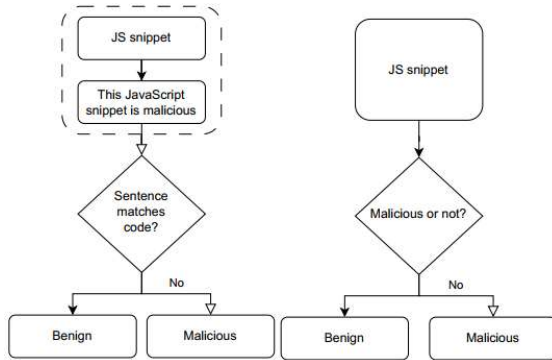 JS snippet
This JavaScript
snippet is malicious
Sentence
matches
code?
No
Benign
Malicious
JS snippet
Malicious or not?
No
Benign
Malicious